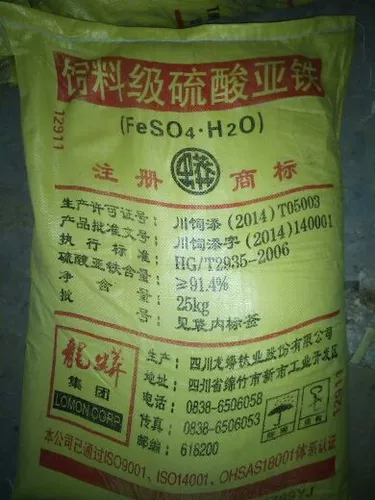 饲料级硫酸亚铁
(FeSO4·H2O)
12911
注册 商标
生产许可证号: 川饲添(2014)T05003
产品批准文号: 川饲添字(2014)140001
执行标准: HG/T2935-2006
硫酸亚铁含量: ≥91.4%
净含量: 25kg
批号: 见袋内标签
龙蟒
集团
LOMON CORP
生产: 四川龙蟒钛业股份有限公司
地址: 四川省绵竹市新市工业开发区
电话: 0838-6506058
传真: 0838-6506053
邮编: 618200
本公司已通过ISO9001、ISO14001、OHSAS18001体系认证